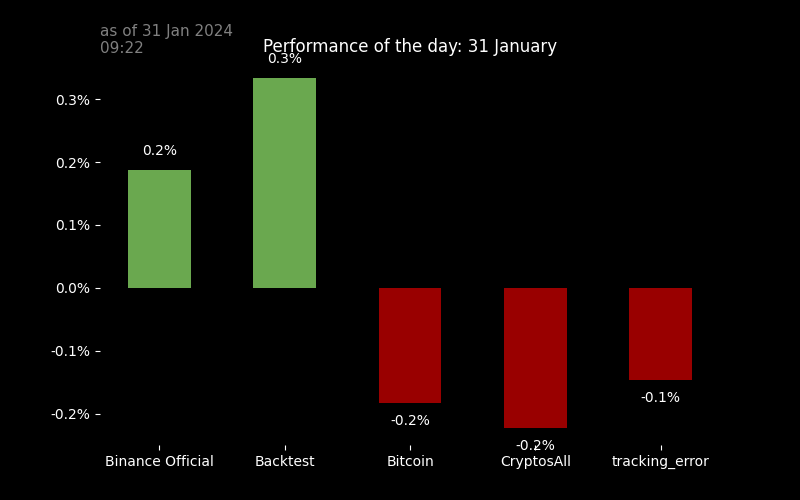 as of 31 Jan 2024
09:22
Performance of the day: 31 January
0.3%
0.3%
0.2%
0.2%
0.1%
0.0%
-0.1%
-0.2%
-0.1%
-0.2%
-0.2%
Binance Official
Backtest
Bitcoin
CryptosAll
tracking_error